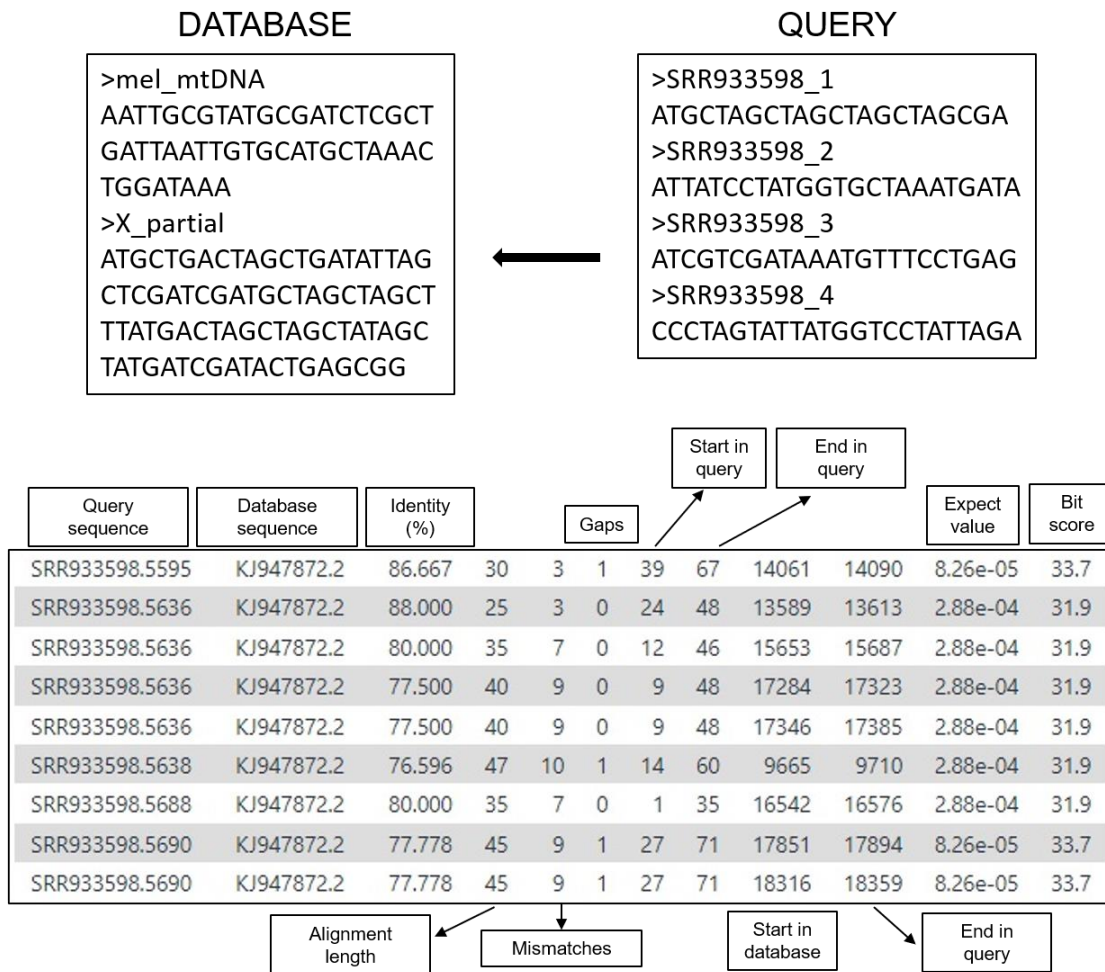 DATABASE
>mel_mtDNA
AATTGCGTATGCGATCTCGCT
GATTAATTGTGCATGCTAAAC
TGGATAAA
>X_partial
ATGCTGACTAGCTGATATTAG
CTCGATCGATGCTAGCTAGCT
TTATGACTAGCTAGCTATAGC
TATGATCGATACTGAGCGG
QUERY
>SRR933598_1
ATGCTAGCTAGCTAGCTAGCGA
>SRR933598_2
ATTATCCTATGGTGCTAAATGATA
>SRR933598_3
ATCGTCGATAAATGTTTCCTGAG
>SRR933598_4
CCCTAGTATTATGGTCCTATTAGA
Query
sequence
Database
sequence
Identity
(%)
Gaps
Start in
query
End in
query
Expect
value
Bit
score
SRR933598.5595 KJ947872.2 86.667 30 3 1 39 67 14061 14090 8.26e-05 33.7
SRR933598.5636 KJ947872.2 88.000 25 3 0 24 48 13589 13613 2.88e-04 31.9
SRR933598.5636 KJ947872.2 80.000 35 7 0 12 46 15653 15687 2.88e-04 31.9
SRR933598.5636 KJ947872.2 77.500 40 9 0 9 48 17284 17323 2.88e-04 31.9
SRR933598.5636 KJ947872.2 77.500 40 9 0 9 48 17346 17385 2.88e-04 31.9
SRR933598.5638 KJ947872.2 76.596 47 10 1 14 60 9665 9710 2.88e-04 31.9
SRR933598.5688 KJ947872.2 80.000 35 7 0 1 35 16542 16576 2.88e-04 31.9
SRR933598.5690 KJ947872.2 77.778 45 9 1 27 71 17851 17894 8.26e-05 33.7
SRR933598.5690 KJ947872.2 77.778 45 9 1 27 71 18316 18359 8.26e-05 33.7
Alignment
length
Mismatches
Start in
database
End in
query